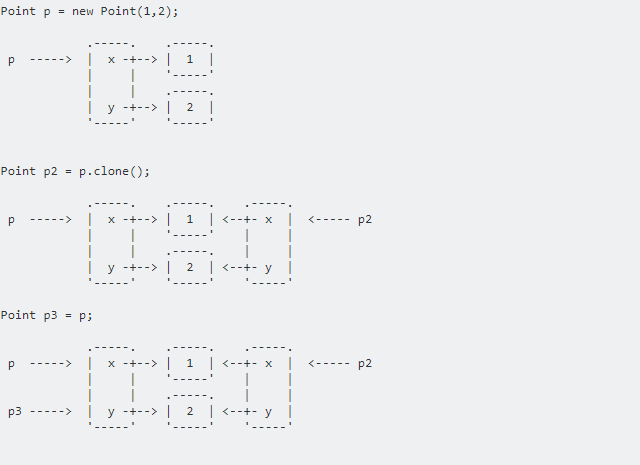 Point p = new Point(1,2);
.-----.    .-----.
p  ----->  |  x -+--> |  1  |
|     |    '-----'
|     |    .-----.
|  y -+--> |  2  |
'-----'    '-----'
Point p2 = p.clone();
.-----.    .-----.    .-----.
p  ----->  |  x -+--> |  1  | <--+- x  |  <----- p2
|     |    '-----'    |     |
|     |    .-----.    |     |
|  y -+--> |  2  | <--+- y  |
'-----'    '-----'    '-----'
Point p3 = p;
.-----.    .-----.    .-----.
p  ----->  |  x -+--> |  1  | <--+- x  |  <----- p2
|     |    '-----'    |     |
|     |    .-----.    |     |
p3 ----->  |  y -+--> |  2  | <--+- y  |
'-----'    '-----'    '-----'